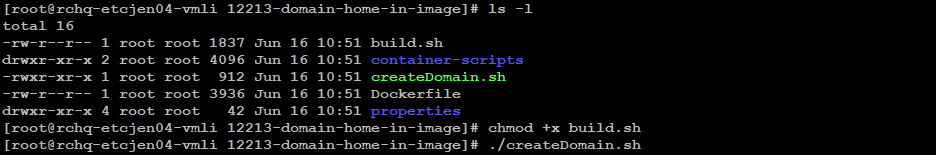 [root@rchq-etcjen04-vmli 12213-domain-home-in-image]# ls -l
total 16
-rw-r--r-- 1 root root 1837 Jun 16 10:51 build.sh
drwxr-xr-x 2 root root 4096 Jun 16 10:51 container-scripts
-rwxr-xr-x 1 root root  912 Jun 16 10:51 createDomain.sh
-rw-r--r-- 1 root root 3936 Jun 16 10:51 Dockerfile
drwxr-xr-x 4 root root   42 Jun 16 10:51 properties
[root@rchq-etcjen04-vmli 12213-domain-home-in-image]# chmod +x build.sh
[root@rchq-etcjen04-vmli 12213-domain-home-in-image]# ./createDomain.sh